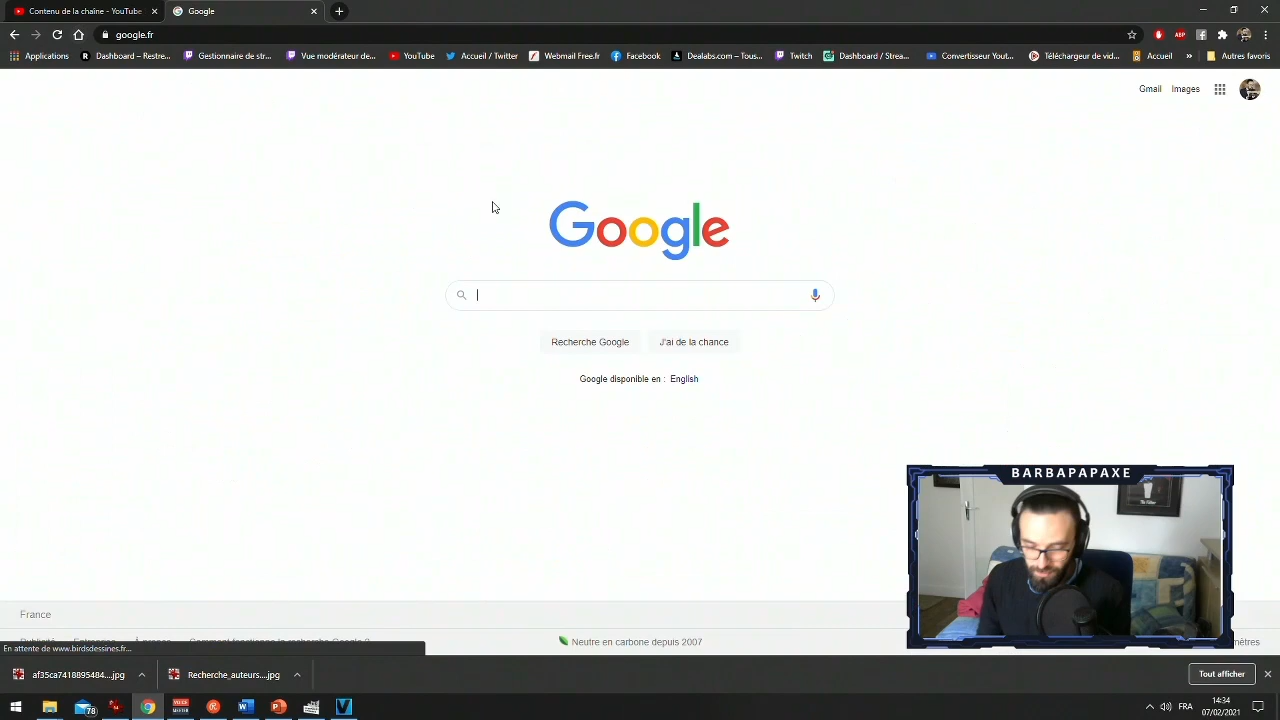 Contenu de la chaîne - YouTube
Google
google.fr
Applications
Dashboard – Restre...
Gestionnaire de str...
Vue modérateur de...
YouTube
Accueil / Twitter
Webmail Free.fr
Facebook
Dealabs.com – Tous...
Twitch
Dashboard / Strea...
Convertisseur Yout...
Téléchargeur de vid...
Accueil
»
Autres favoris
ABP
Gmail Images
Google
Recherche Google
J'ai de la chance
Google disponible en : English
BARBAPAPAXE
France
Neutre en carbone depuis 2007
En attente de www.birdsdessines.fr...
af35ca7418895484....jpg
Recherche_auteurs....jpg
Tout afficher
78
VOICE
MEETER
FRA
14:34
07/02/2021